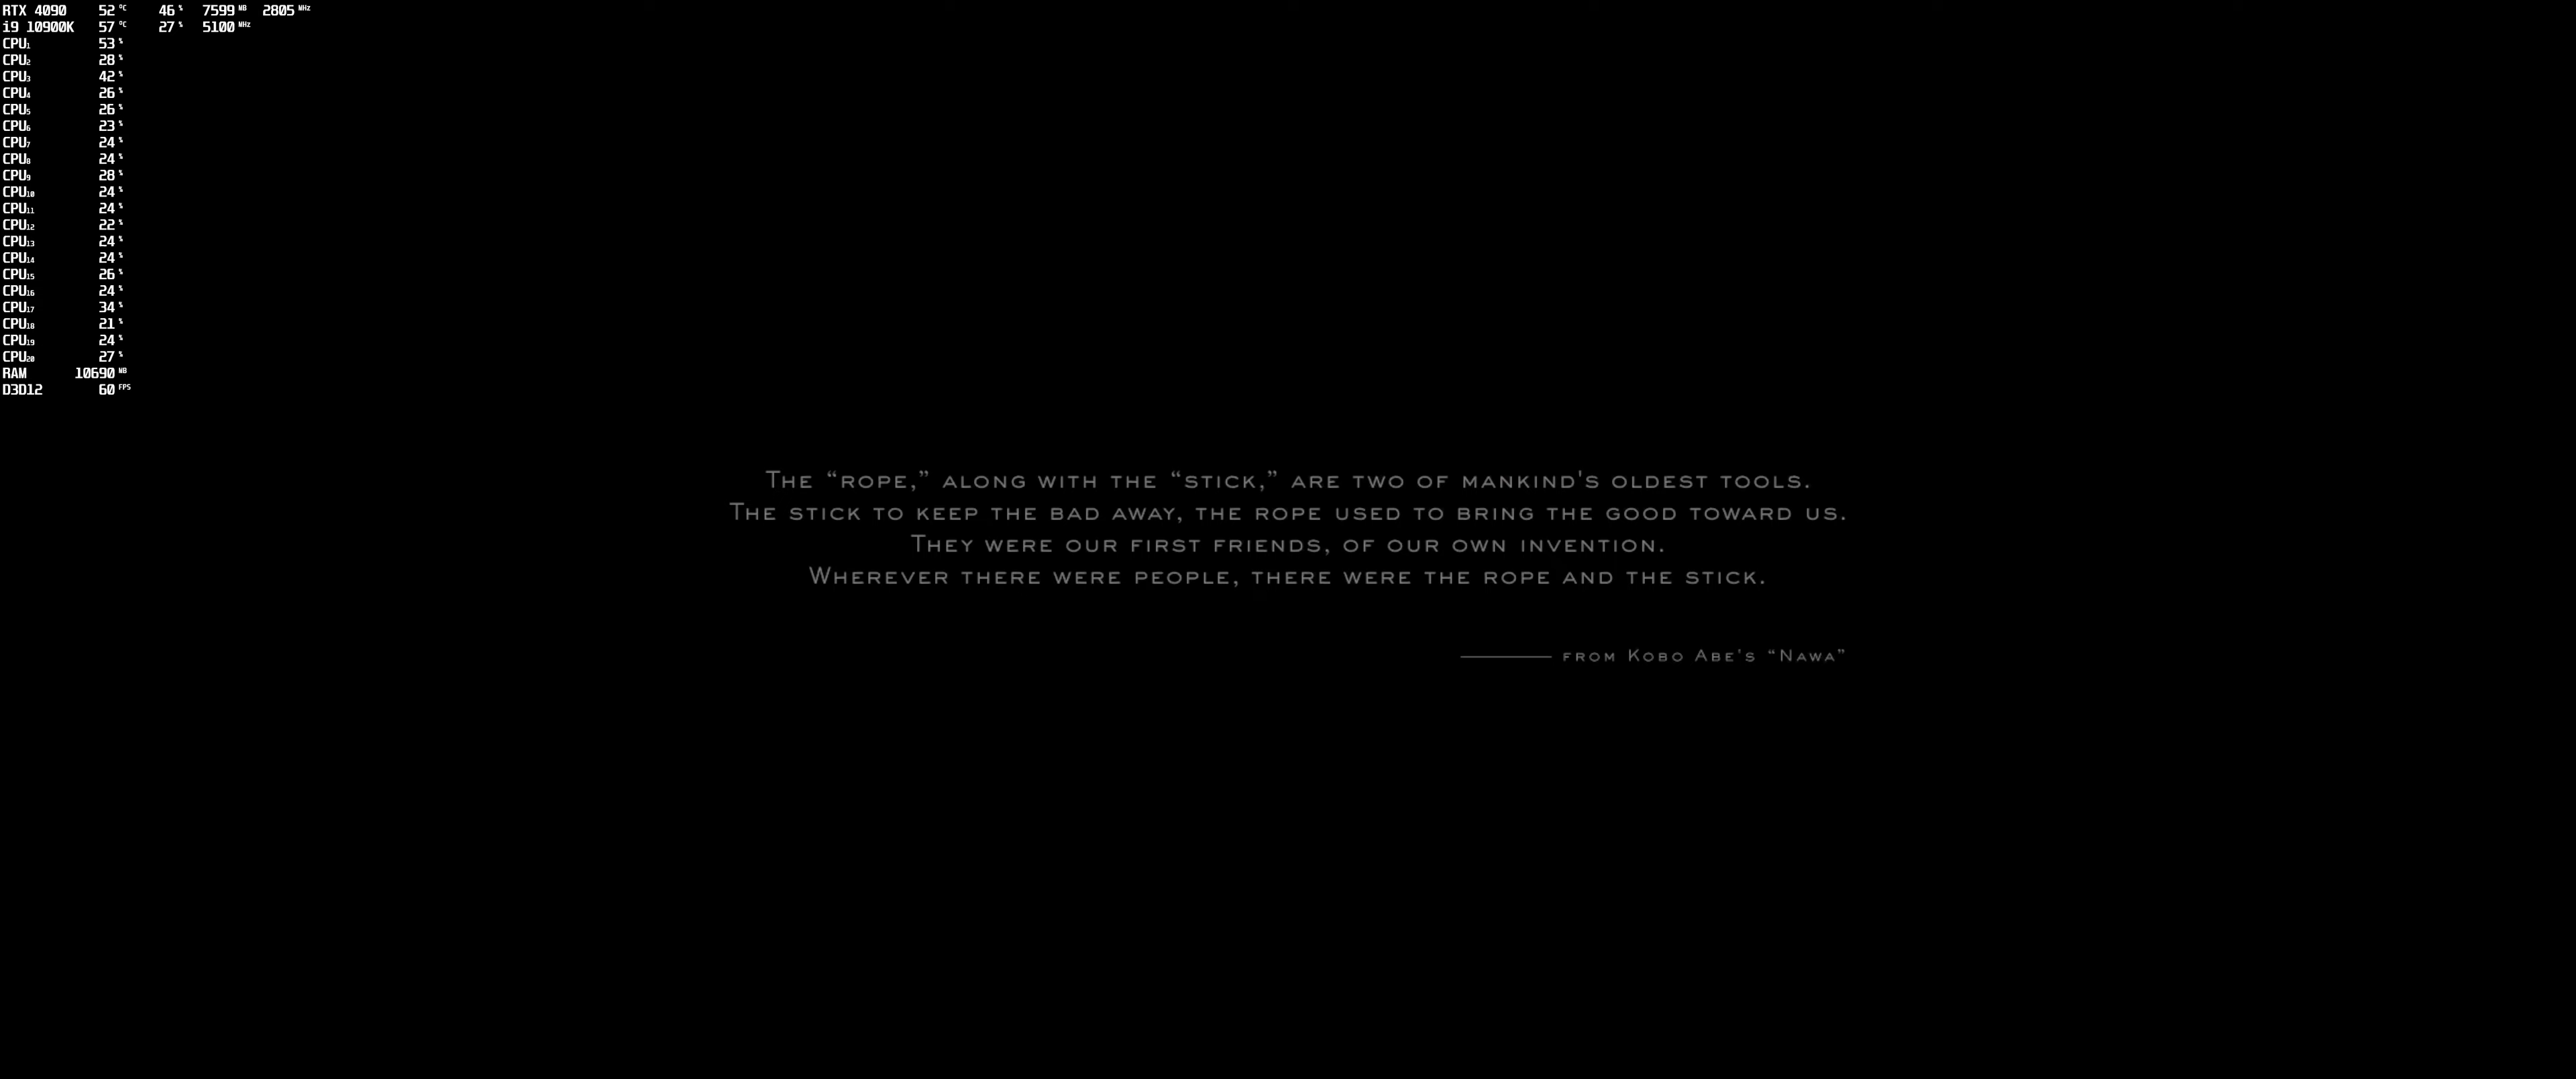 RTX 4090 52 °C 46 % 7599 MB 2805 MHz
i9 10900K 57 °C 27 % 5100 MHz
CPU1 53 %
CPU2 28 %
CPU3 42 %
CPU4 26 %
CPU5 26 %
CPU6 23 %
CPU7 24 %
CPU8 24 %
CPU9 28 %
CPU10 24 %
CPU11 24 %
CPU12 22 %
CPU13 24 %
CPU14 24 %
CPU15 26 %
CPU16 24 %
CPU17 34 %
CPU18 21 %
CPU19 24 %
CPU20 27 %
RAM 10690 MB
D3D12 60 FPS
The “rope,” along with the “stick,” are two of mankind's oldest tools.
The stick to keep the bad away, the rope used to bring the good toward us.
They were our first friends, of our own invention.
Wherever there were people, there were the rope and the stick.
from Kobo Abe's “Nawa”